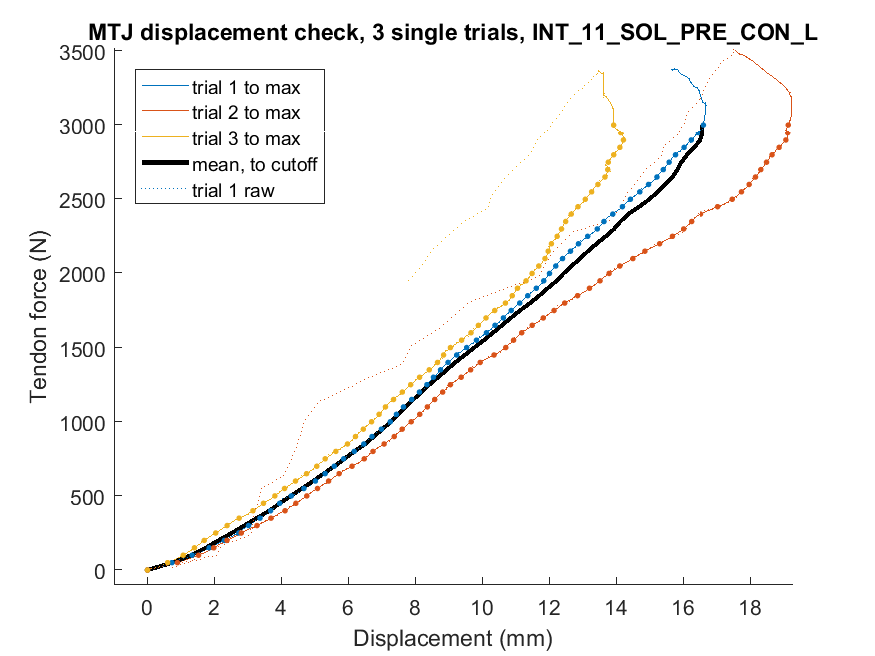 MTJ displacement check, 3 single trials, INT_11_SOL_PRE_CON_L
3500
3000
2500
2000
1500
1000
500
0
Tendon force (N)
trial 1 to max
trial 2 to max
trial 3 to max
mean, to cutoff
trial 1 raw
0 2 4 6 8 10 12 14 16 18
Displacement (mm)